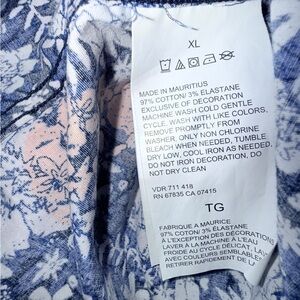 XL
MADE IN MAURITIUS
97% COTTON/ 3% ELASTANE
EXCLUSIVE OF DECORATION
MACHINE WASH COLD GENTLE
CYCLE. WASH WITH LIKE COLORS,
REMOVE PROMPTLY FROM
WASHER. ONLY NON CHLORINE
BLEACH WHEN NEEDED, TUMBLE
DRY LOW, COOL IRON AS NEEDED,
DO NOT IRON DECORATION. DO
NOT DRY CLEAN
VDR 711 418
RN 67635 CA 07415
TG
FABRIQUE A MAURICE
97% COTON/ 3% ELASTANE
A L'EXCEPTION DES DECORATIONS
LAVER A LA MACHINE A L'EAU
FROIDE AU CYCLE DELICAT. LA
AVEC COULEURS SEMBLABLES
RETIRER RAPIDEMENT DE LA